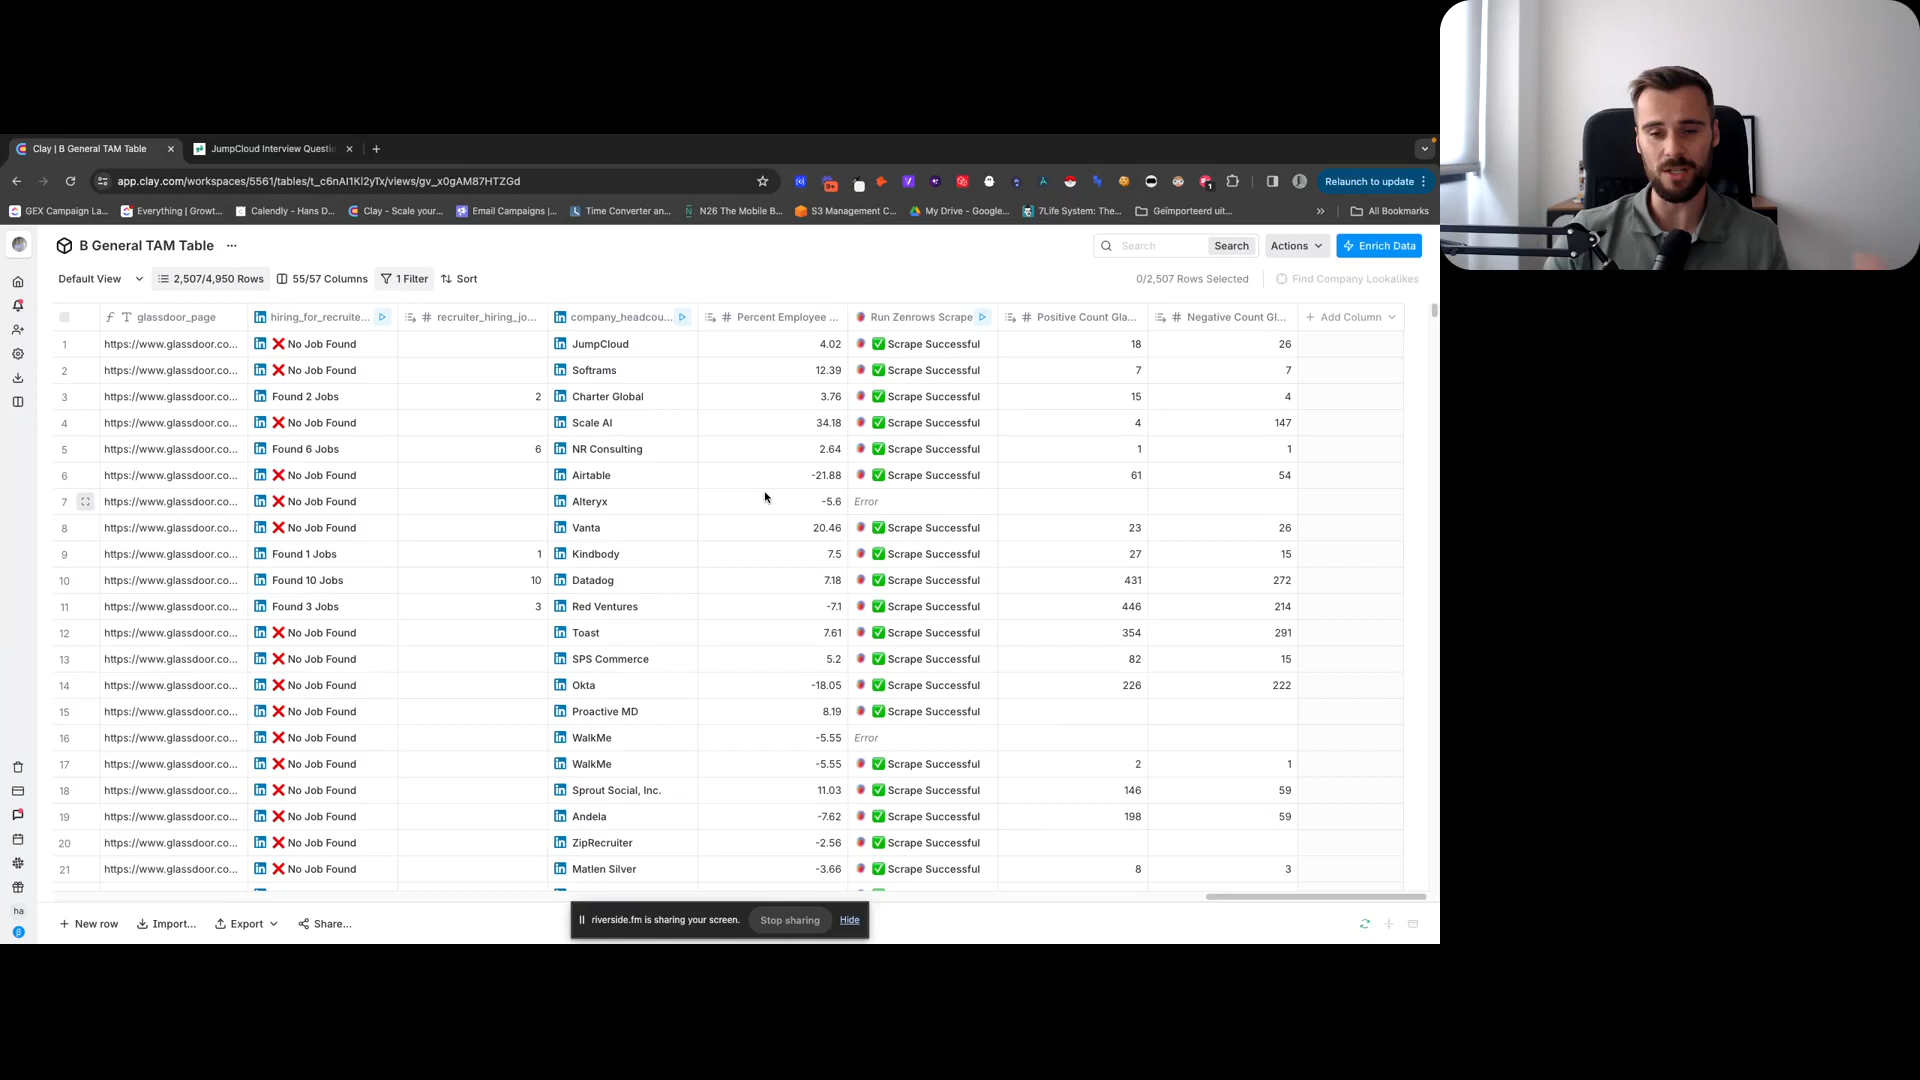 Clay | B General TAM Table
JumpCloud Interview Questio
app.clay.com/workspaces/5561/tables/t_c6nAI1Kl2yTx/views/gv_x0gAM87HTZGd
9+
1
Relaunch to update
GEX Campaign La...
Everything | Growt...
Calendly - Hans D...
Clay - Scale your...
Email Campaigns |...
Time Converter an...
N26 The Mobile B...
S3 Management C...
My Drive - Google...
7Life System: The...
Geïmporteerd uit...
All Bookmarks
B General TAM Table
Search
Search
Actions
Enrich Data
Default View
2,507/4,950 Rows
55/57 Columns
1 Filter
Sort
0/2,507 Rows Selected
Find Company Lookalikes
glassdoor_page hiring_for_recruite... recruiter_hiring_jo... company_headcou... Percent Employee ... Run Zenrows Scrape Positive Count Gla... Negative Count Gl... Add Column
1 https://www.glassdoor.co... No Job Found JumpCloud 4.02 Scrape Successful 18 26
2 https://www.glassdoor.co... No Job Found Softrams 12.39 Scrape Successful 7 7
3 https://www.glassdoor.co... Found 2 Jobs 2 Charter Global 3.76 Scrape Successful 15 4
4 https://www.glassdoor.co... No Job Found Scale AI 34.18 Scrape Successful 4 147
5 https://www.glassdoor.co... Found 6 Jobs 6 NR Consulting 2.64 Scrape Successful 1 1
6 https://www.glassdoor.co... No Job Found Airtable -21.88 Scrape Successful 61 54
7 https://www.glassdoor.co... No Job Found Alteryx -5.6 Error
8 https://www.glassdoor.co... No Job Found Vanta 20.46 Scrape Successful 23 26
9 https://www.glassdoor.co... Found 1 Jobs 1 Kindbody 7.5 Scrape Successful 27 15
10 https://www.glassdoor.co... Found 10 Jobs 10 Datadog 7.18 Scrape Successful 431 272
11 https://www.glassdoor.co... Found 3 Jobs 3 Red Ventures -7.1 Scrape Successful 446 214
12 https://www.glassdoor.co... No Job Found Toast 7.61 Scrape Successful 354 291
13 https://www.glassdoor.co... No Job Found SPS Commerce 5.2 Scrape Successful 82 15
14 https://www.glassdoor.co... No Job Found Okta -18.05 Scrape Successful 226 222
15 https://www.glassdoor.co... No Job Found Proactive MD 8.19 Scrape Successful
16 https://www.glassdoor.co... No Job Found WalkMe -5.55 Error
17 https://www.glassdoor.co... No Job Found WalkMe -5.55 Scrape Successful 2 1
18 https://www.glassdoor.co... No Job Found Sprout Social, Inc. 11.03 Scrape Successful 146 59
19 https://www.glassdoor.co... No Job Found Andela -7.62 Scrape Successful 198 59
20 https://www.glassdoor.co... No Job Found ZipRecruiter -2.56 Scrape Successful
21 https://www.glassdoor.co... No Job Found Matlen Silver -3.66 Scrape Successful 8 3
ha
New row
Import...
Export
Share...
riverside.fm is sharing your screen.
Stop sharing
Hide